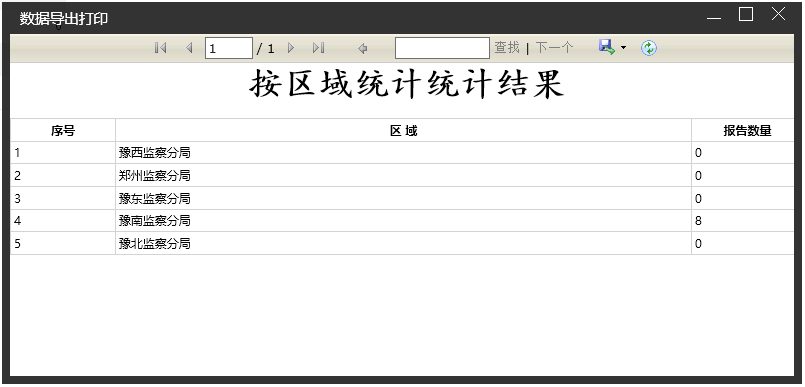 数据导出打印
1 / 1 查找 | 下一个
按区域统计统计结果
序号 区 域 报告数量
1 豫西监察分局 0
2 郑州监察分局 0
3 豫东监察分局 0
4 豫南监察分局 8
5 豫北监察分局 0